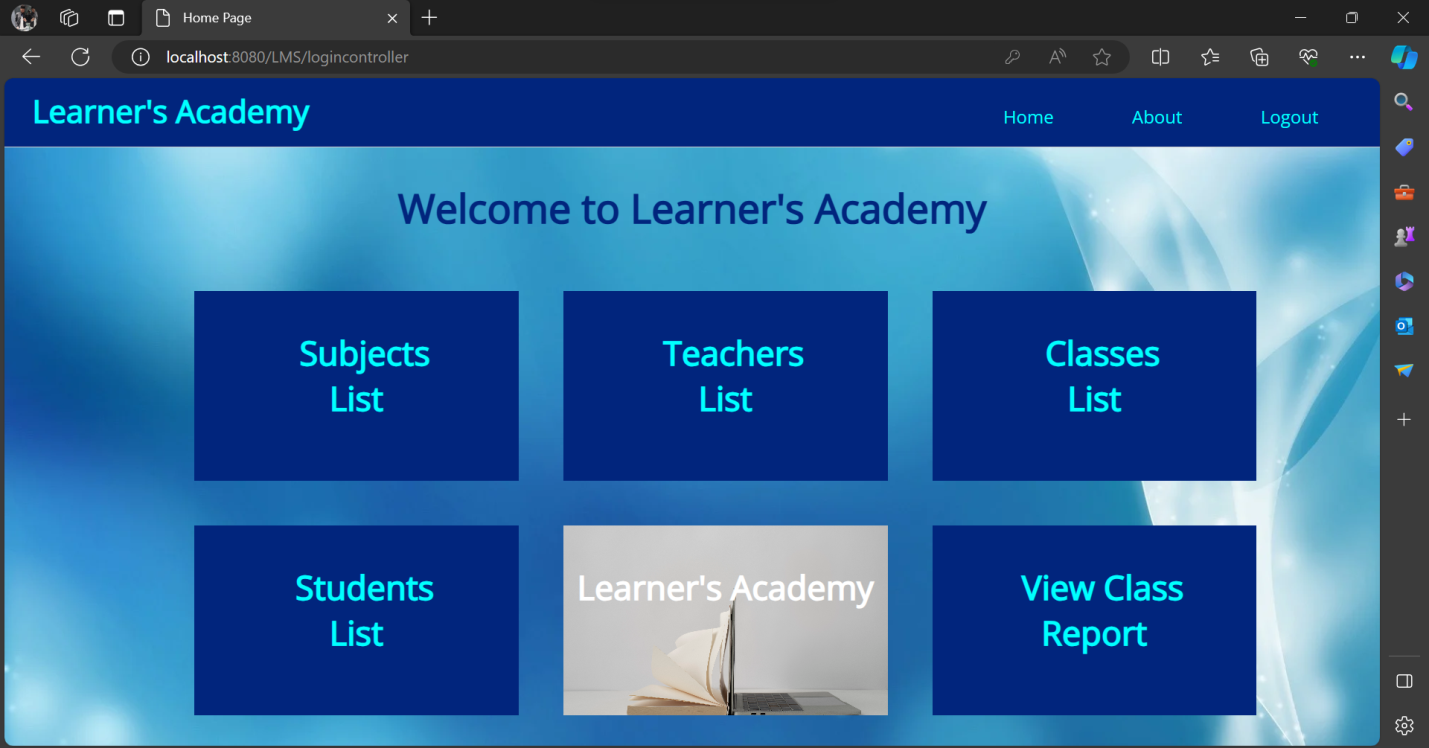 Home Page
localhost:8080/LMS/logincontroller
Learner's Academy
Home About Logout
Welcome to Learner's Academy
Subjects
List
Teachers
List
Classes
List
Students
List
Learner's Academy
View Class
Report